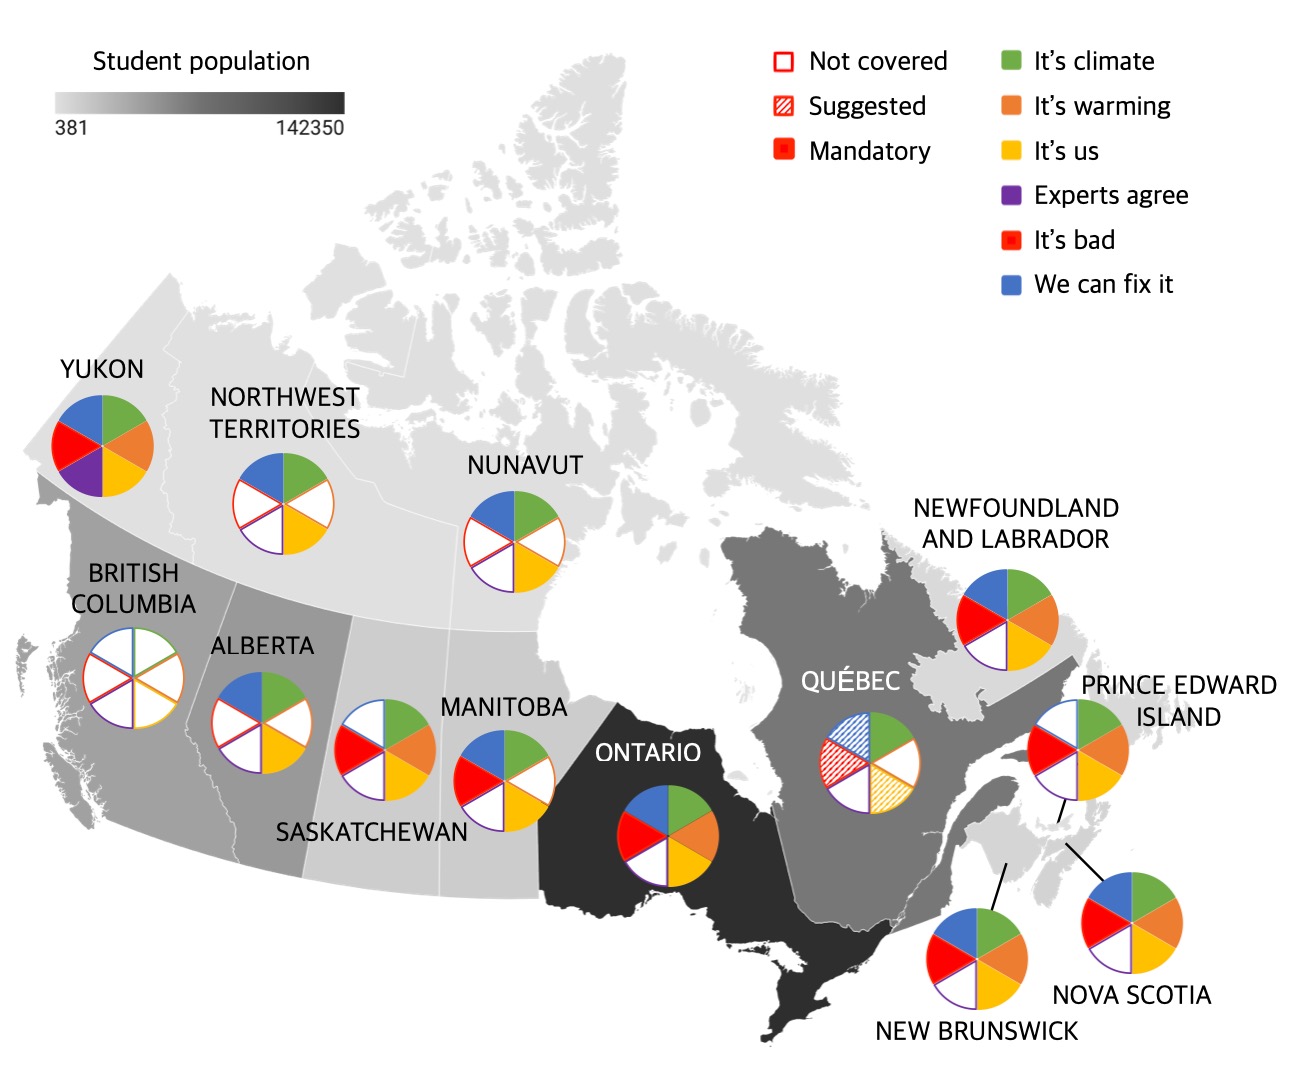 Student population
381
142350
Not covered
Suggested
Mandatory
It's climate
It's warming
It's us
Experts agree
It's bad
We can fix it
YUKON
NORTHWEST
TERRITORIES
NUNAVUT
NEWFOUNDLAND
AND LABRADOR
BRITISH
COLUMBIA
ALBERTA
SASKATCHEWAN
MANITOBA
ONTARIO
QUÉBEC
PRINCE EDWARD
ISLAND
NOVA SCOTIA
NEW BRUNSWICK